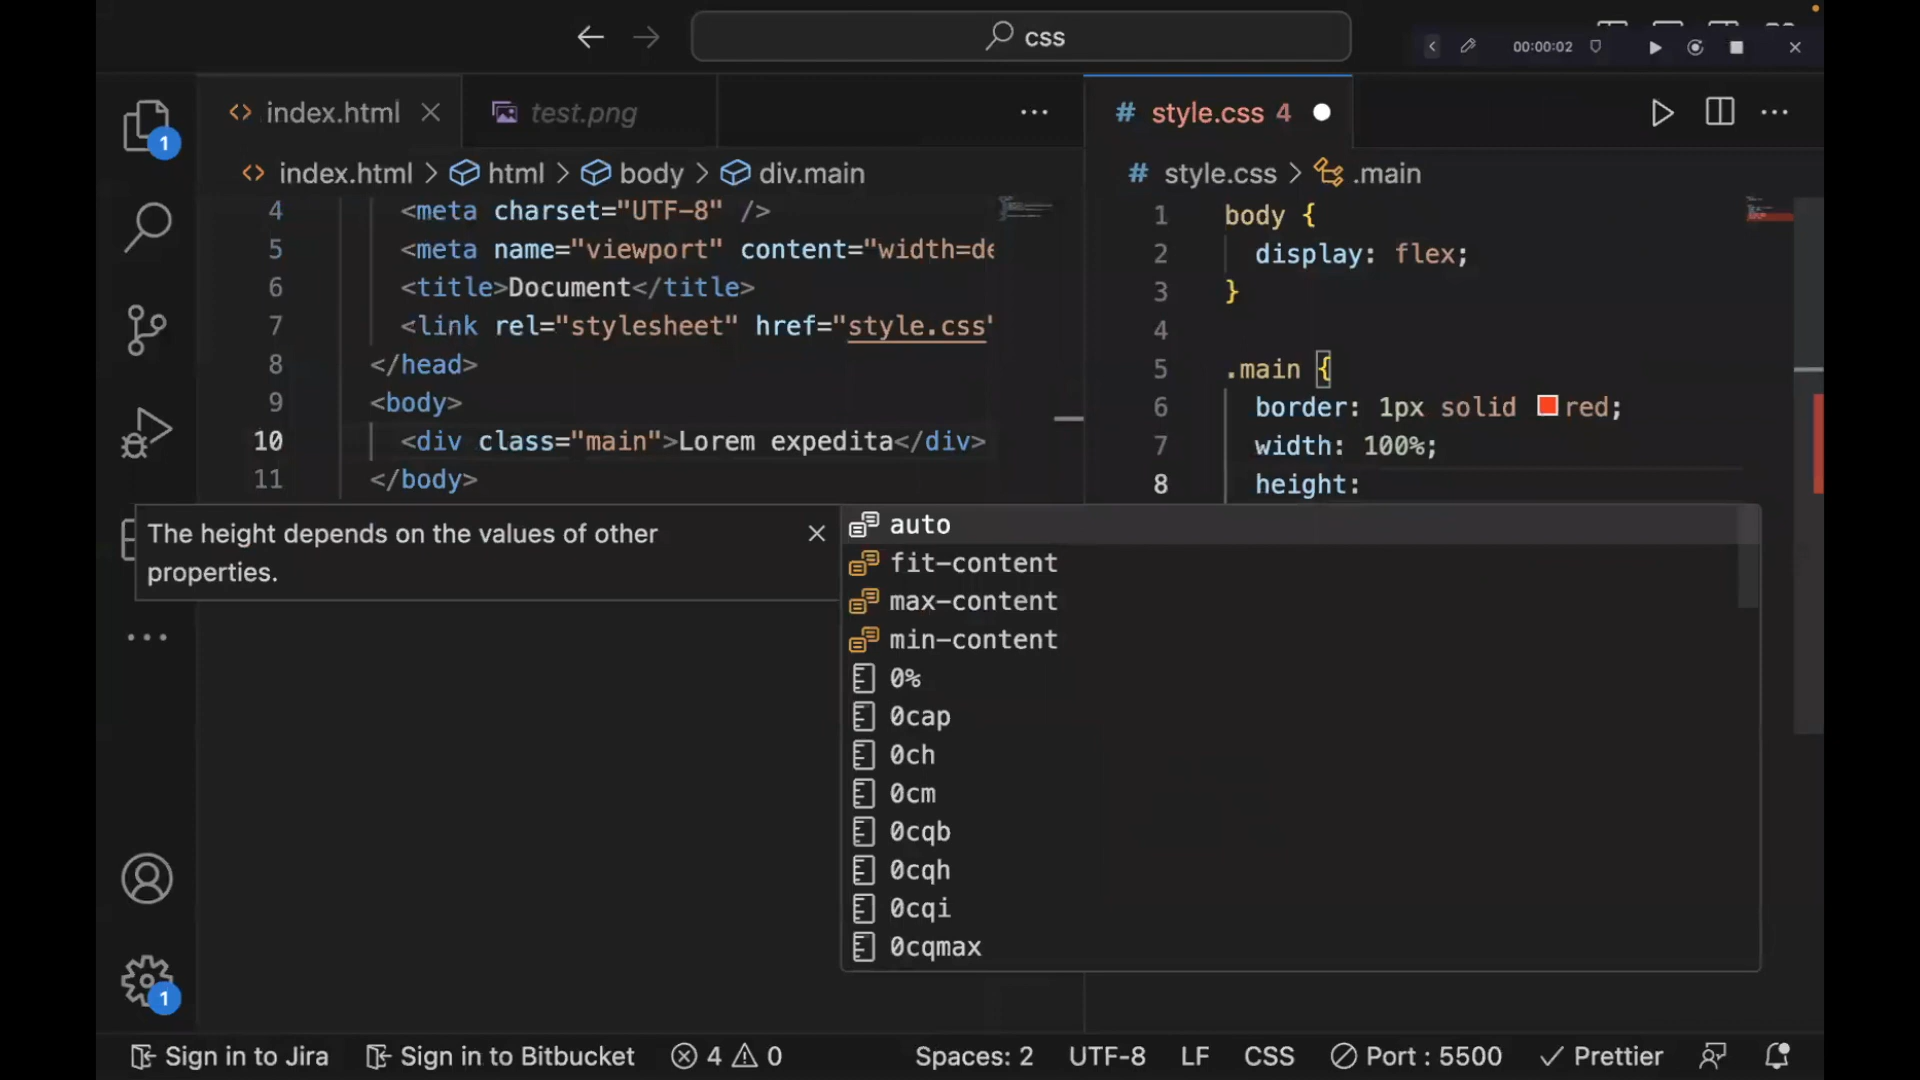 css
00:00:02
index.html
test.png
style.css 4
index.html > html > body > div.main
style.css > .main
4 <meta charset="UTF-8" />
5 <meta name="viewport" content="width=de
6 <title>Document</title>
7 <link rel="stylesheet" href="style.css"
8 </head>
9 <body>
10 <div class="main">Lorem expedita</div>
11 </body>
1 body {
2 display: flex;
3 }
4
5 .main {
6 border: 1px solid red;
7 width: 100%;
8 height:
The height depends on the values of other
properties.
auto
fit-content
max-content
min-content
0%
0cap
0ch
0cm
0cqb
0cqh
0cqi
0cqmax
1
1
Sign in to Jira Sign in to Bitbucket 4 0 Spaces: 2 UTF-8 LF CSS Port : 5500 Prettier